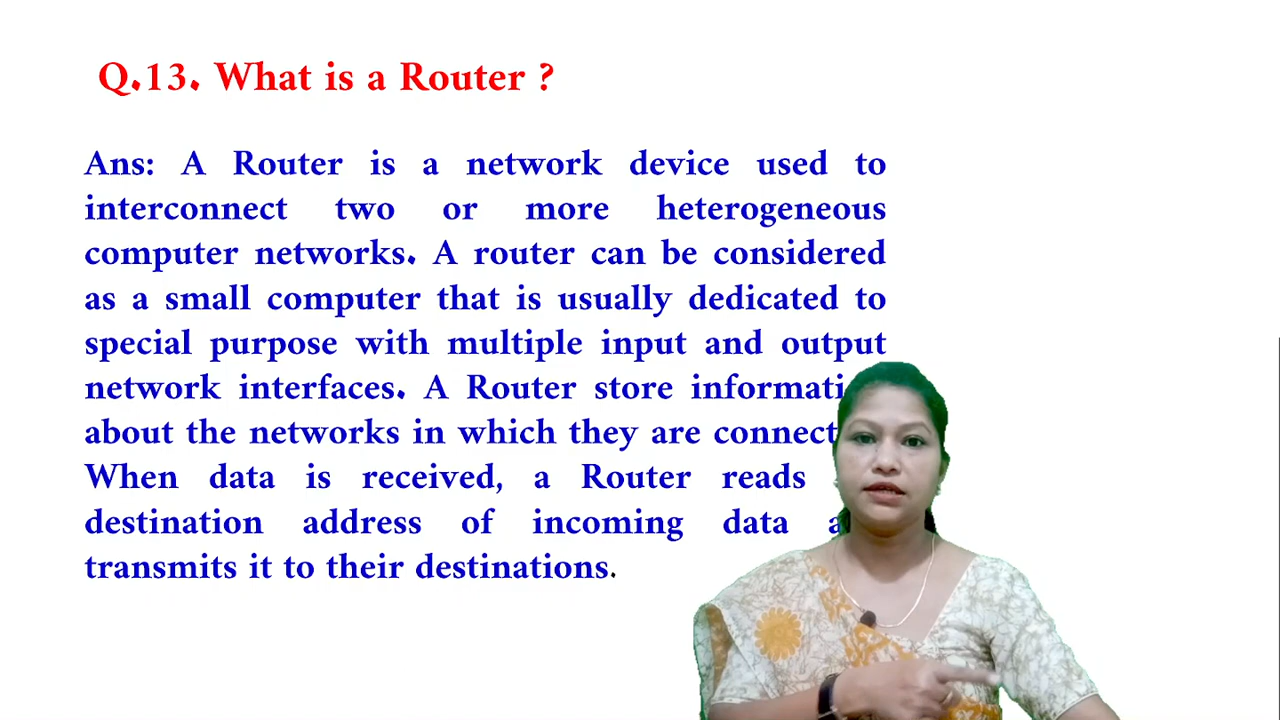 Q.13. What is a Router ?
Ans: A Router is a network device used to
interconnect two or more heterogeneous
computer networks. A router can be considered
as a small computer that is usually dedicated to
special purpose with multiple input and output
network interfaces. A Router store informati
about the networks in which they are connect
When data is received, a Router reads
destination address of incoming data a
transmits it to their destinations.